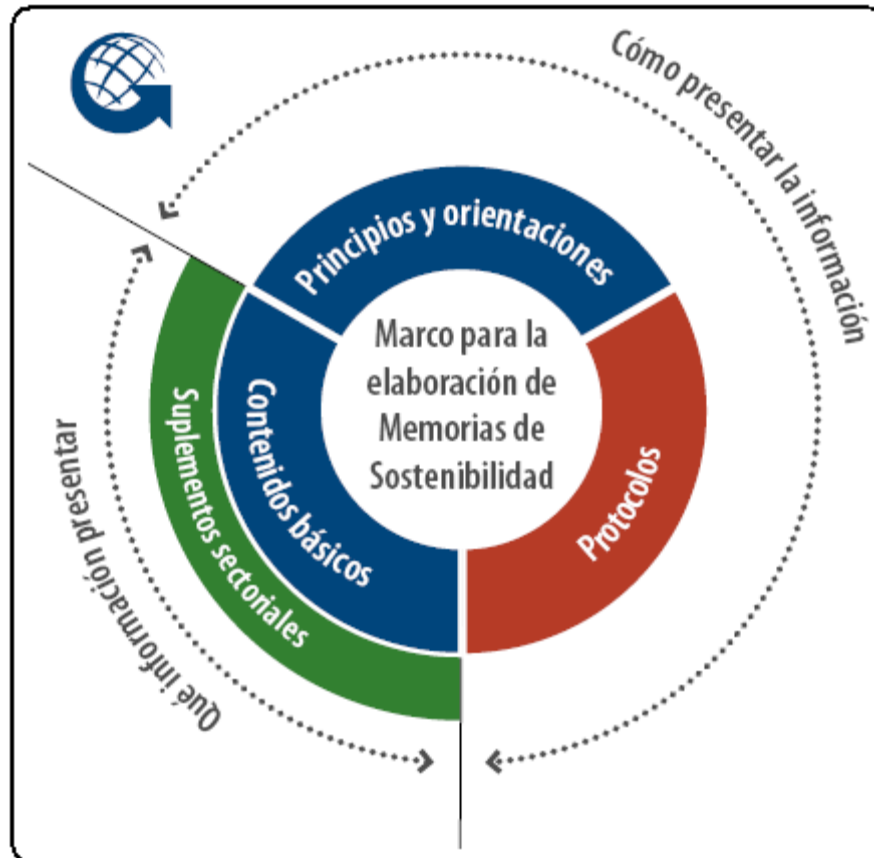 Cómo presentar la información
Principios y orientaciones
Marco para la
elaboración de
Memorias de
Sostenibilidad
Contenidos básicos
Suplementos sectoriales
Protocolos
Qué información presentar